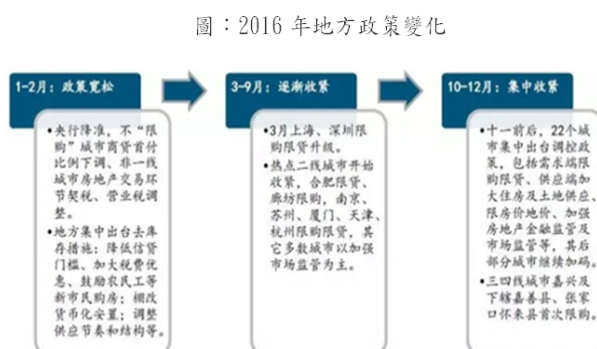 圖：2016 年地方政策變化
1-2月：政策宽松
•央行降准，不“限
购”城市商贷首付
比例下调、非一线
城市房地产交易环
节契税、营业税调
整。
•地方集中出台去库
存措施：降低信贷
门槛、加大税费优
惠、鼓励农民工等
新市民购房；棚改
货币化安置；调整
供应节奏和结构等。
3-9月：逐渐收紧
•3月上海、深圳限
购限贷升级。
•热点二线城市开始
收紧，合肥限贷、
廊坊限购，南京、
苏州、厦门、天津、
杭州限购限贷，其
它多数城市以加强
市场监管为主。
10-12月：集中收紧
•十一前后，22个城
市集中出台调控政
策，包括需求端限
购限贷、供应端加
大住房及土地供应、
限房价地价、加强
房地产金融监管及
市场监管等，其后
部分城市继续加码。
•三四线城市嘉兴及
下辖嘉善县、张家
口怀来县首次限购。